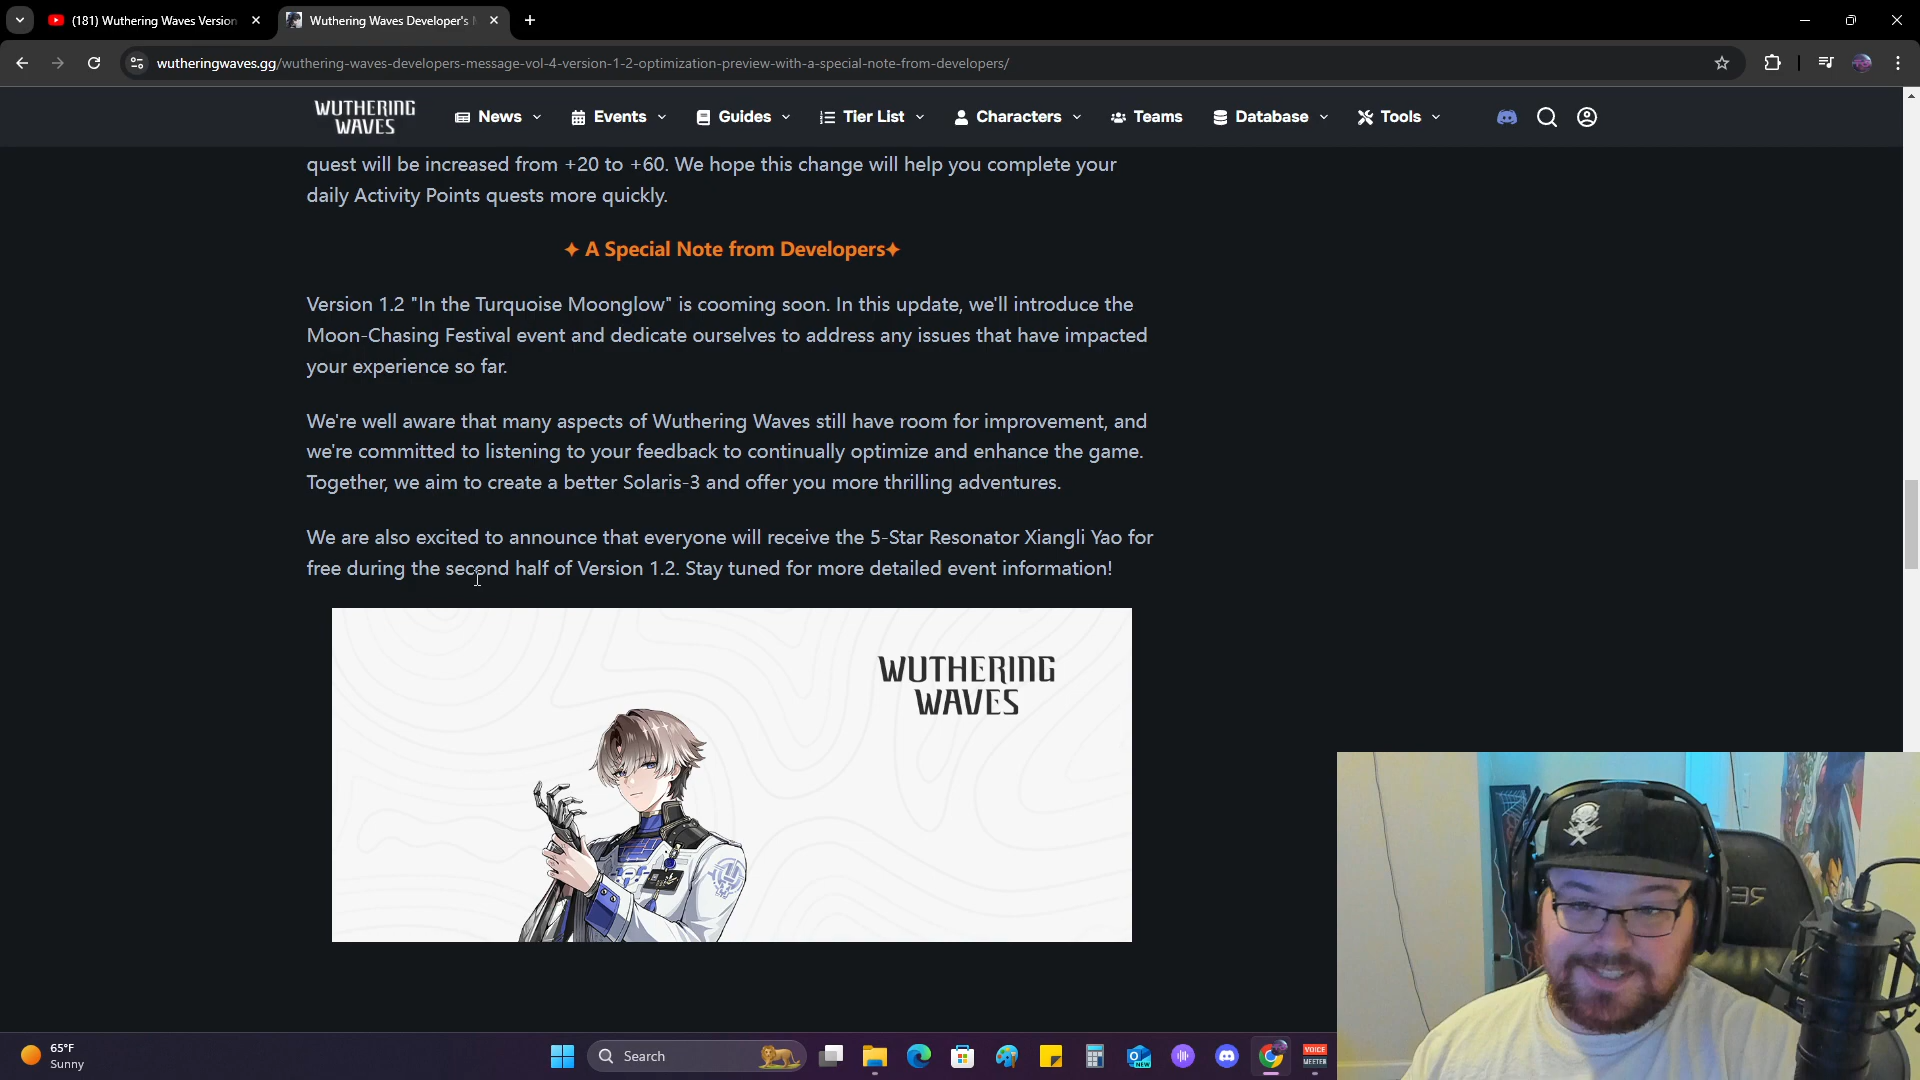 (181) Wuthering Waves Version
Wuthering Waves Developer's
wutheringwaves.gg/wuthering-waves-developers-message-vol-4-version-1-2-optimization-preview-with-a-special-note-from-developers/
WUTHERING
WAVES
News
Events
Guides
Tier List
Characters
Teams
Database
Tools
quest will be increased from +20 to +60. We hope this change will help you complete your
daily Activity Points quests more quickly.
✦ A Special Note from Developers✦
Version 1.2 "In the Turquoise Moonglow" is cooming soon. In this update, we'll introduce the
Moon-Chasing Festival event and dedicate ourselves to address any issues that have impacted
your experience so far.
We're well aware that many aspects of Wuthering Waves still have room for improvement, and
we're committed to listening to your feedback to continually optimize and enhance the game.
Together, we aim to create a better Solaris-3 and offer you more thrilling adventures.
We are also excited to announce that everyone will receive the 5-Star Resonator Xiangli Yao for
free during the second half of Version 1.2. Stay tuned for more detailed event information!
WUTHERING
WAVES
65°F
Sunny
Search
NEW
VOICE
MEETER